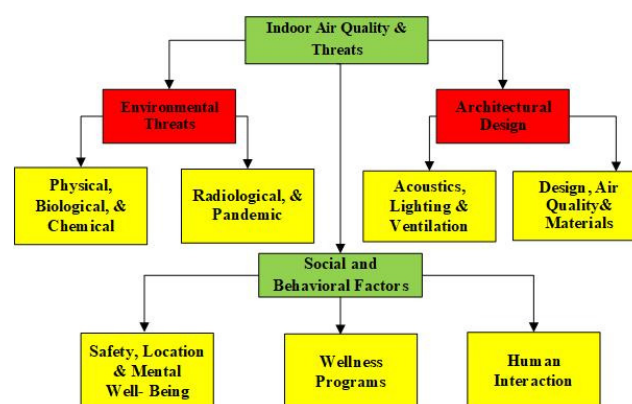 Indoor Air Quality &
Threats
Environmental
Threats
Architectural
Design
Physical,
Biological, &
Chemical
Radiological, &
Pandemic
Acoustics,
Lighting &
Ventilation
Design, Air
Quality&
Materials
Social and
Behavioral Factors
Safety, Location
& Mental
Well- Being
Wellness
Programs
Human
Interaction